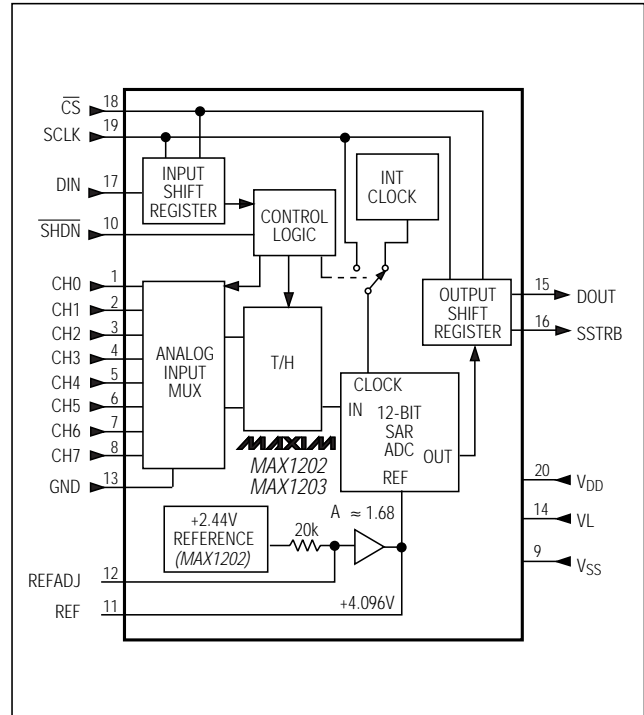 CS 18
SCLK 19
DIN 17
SHDN 10
INPUT
SHIFT
REGISTER
CONTROL
LOGIC
INT
CLOCK
CH0 1
CH1 2
CH2 3
CH3 4
CH4 5
CH5 6
CH6 7
CH7 8
GND 13
ANALOG
INPUT
MUX
T/H
CLOCK
IN
12-BIT
SAR
ADC
OUT
REF
OUTPUT
SHIFT
REGISTER
15 DOUT
16 SSTRB
MAXIM
MAX1202
MAX1203
20 VDD
14 VL
9 VSS
+2.44V
REFERENCE
(MAX1202)
20k
A ≈ 1.68
REFADJ 12
REF 11
+4.096V